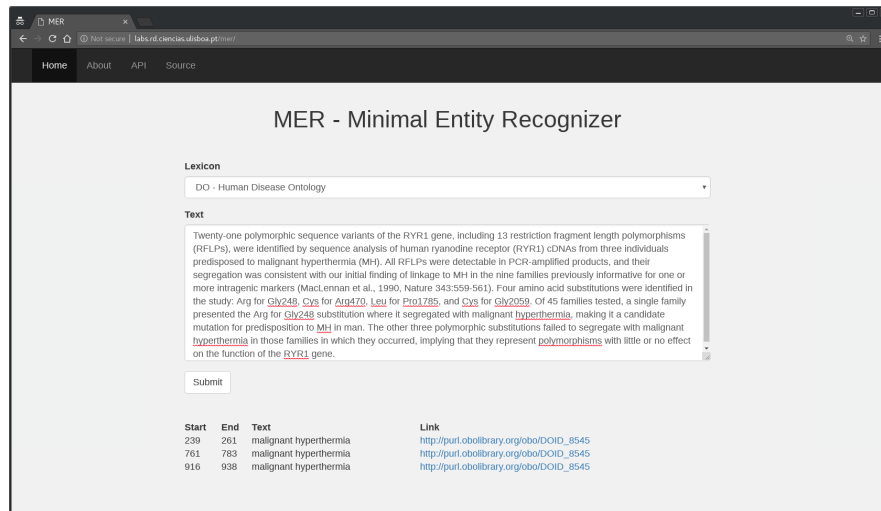 MER
Not secure | labs.rd.ciencias.ulisboa.pt/mer/
Home About API Source
MER - Minimal Entity Recognizer
Lexicon
DO - Human Disease Ontology
Text
Twenty-one polymorphic sequence variants of the RYR1 gene, including 13 restriction fragment length polymorphisms
(RFLPs), were identified by sequence analysis of human ryanodine receptor (RYR1) cDNAs from three individuals
predisposed to malignant hyperthermia (MH). All RFLPs were detectable in PCR-amplified products, and their
segregation was consistent with our initial finding of linkage to MH in the nine families previously informative for one or
more intragenic markers (MacLennan et al., 1990, Nature 343:559-561). Four amino acid substitutions were identified in
the study: Arg for Gly248, Cys for Arg470, Leu for Pro1785, and Cys for Gly2059. Of 45 families tested, a single family
presented the Arg for Gly248 substitution where it segregated with malignant hyperthermia, making it a candidate
mutation for predisposition to MH in man. The other three polymorphic substitutions failed to segregate with malignant
hyperthermia in those families in which they occurred, implying that they represent polymorphisms with little or no effect
on the function of the RYR1 gene.
Submit
Start End Text Link
239 261 malignant hyperthermia http://purl.obolibrary.org/obo/DOID_8545
761 783 malignant hyperthermia http://purl.obolibrary.org/obo/DOID_8545
916 938 malignant hyperthermia http://purl.obolibrary.org/obo/DOID_8545